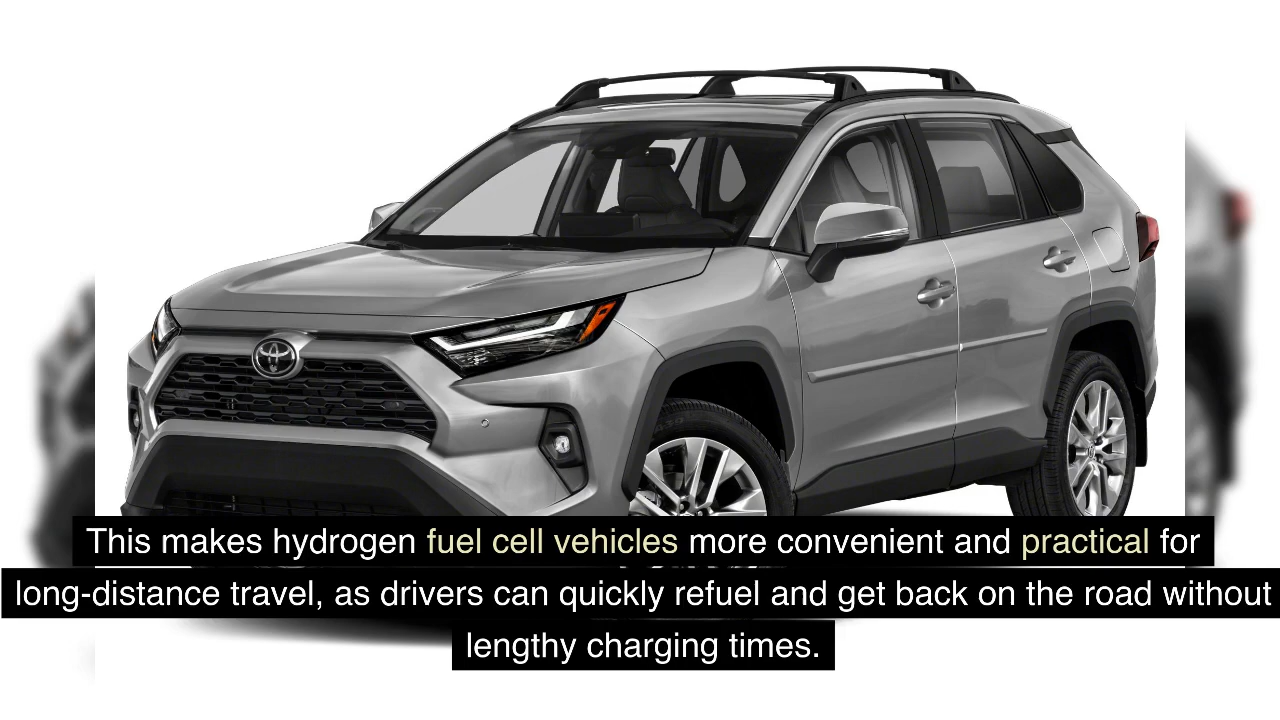 This makes hydrogen fuel cell vehicles more convenient and practical for
long-distance travel, as drivers can quickly refuel and get back on the road without
lengthy charging times.